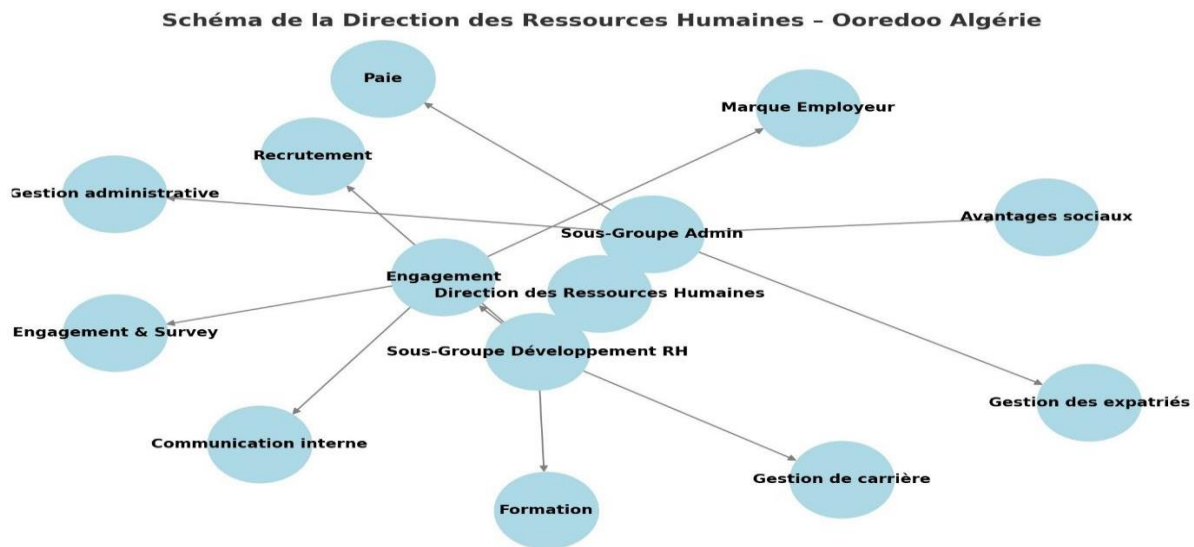 Schéma de la Direction des Ressources Humaines – Ooredoo Algérie
Paie
Marque Employeur
Recrutement
Gestion administrative
Avantages sociaux
Sous-Groupe Admin
Engagement
Direction des Ressources Humaines
Engagement & Survey
Sous-Groupe Développement RH
Gestion des expatriés
Communication interne
Gestion de carrière
Formation